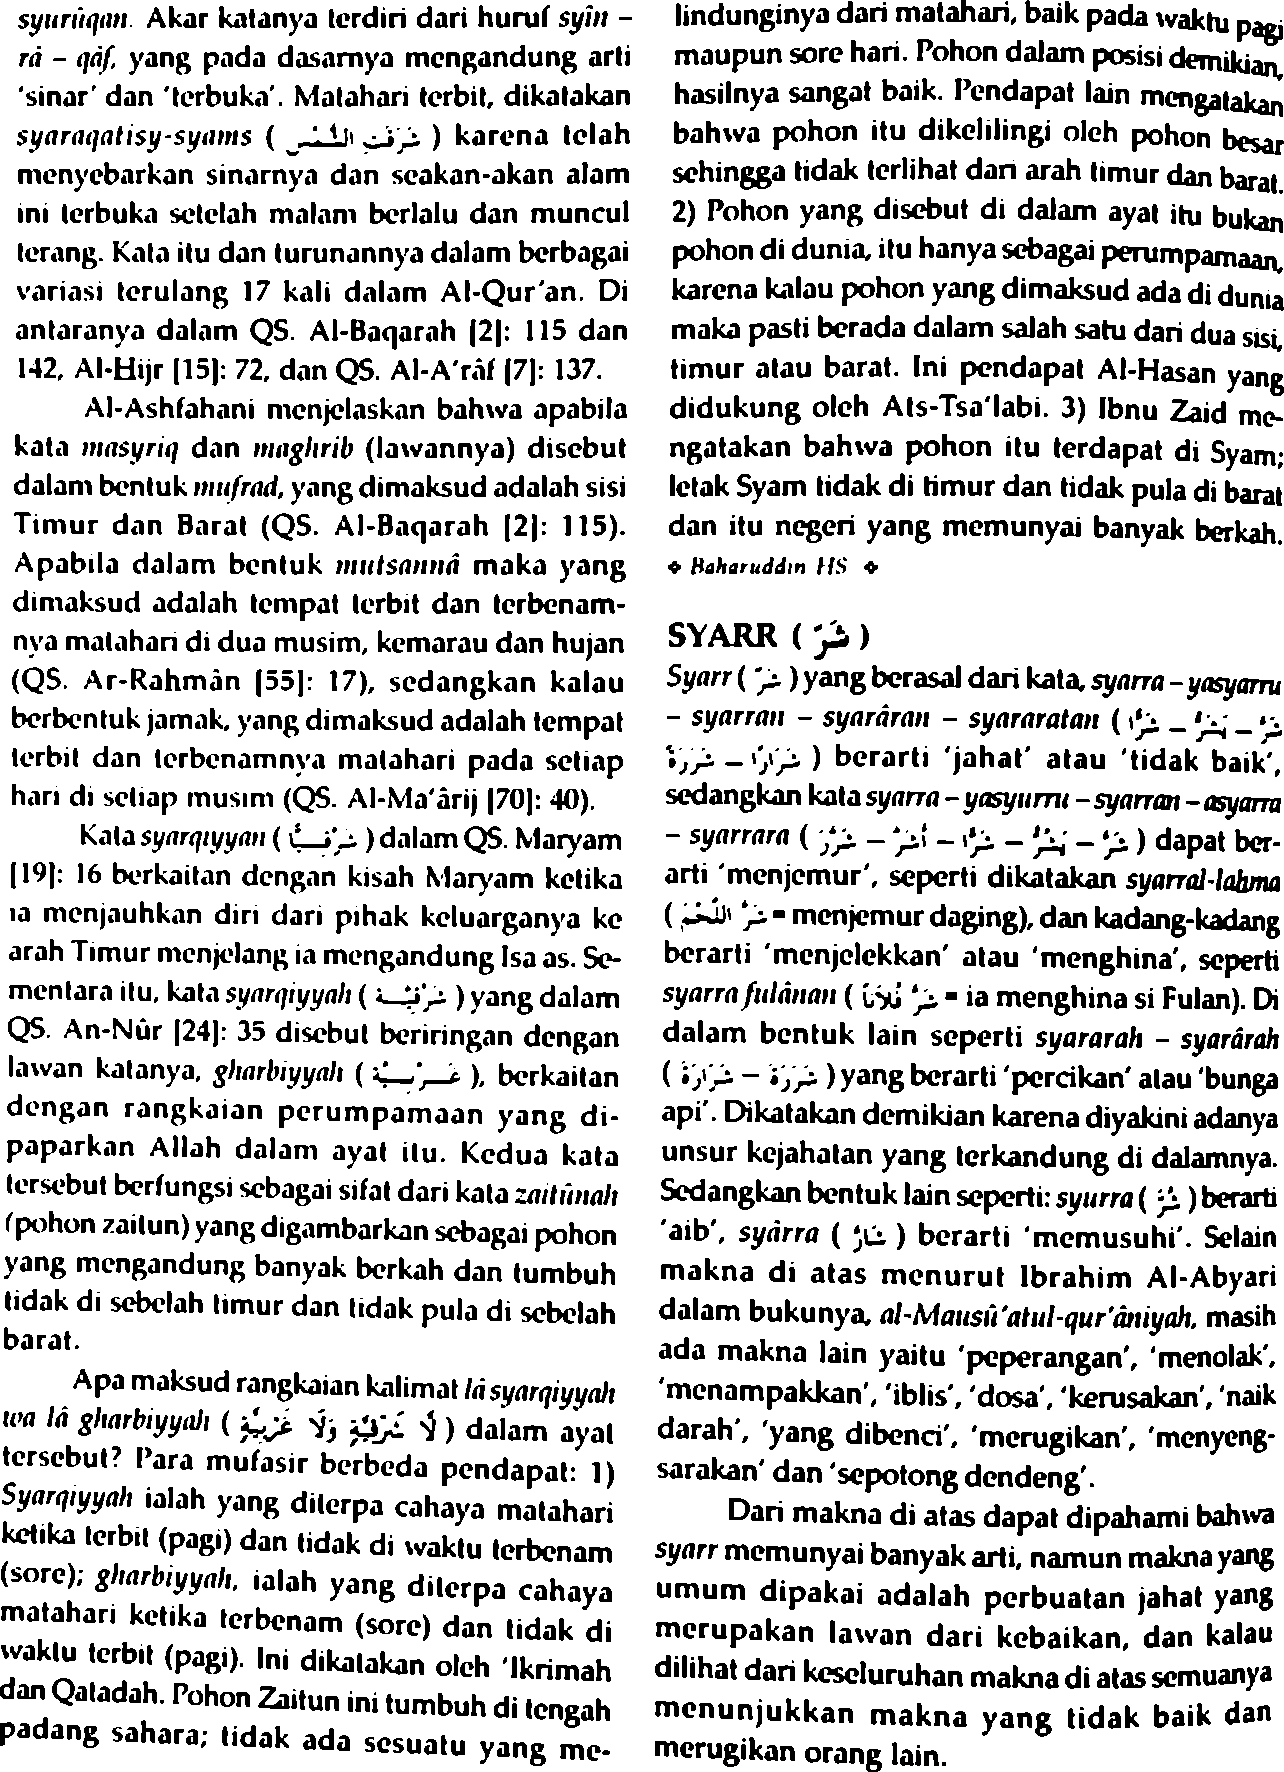 syurûqan. Akar katanya terdiri dari huruf syîn –
râ – qâf, yang pada dasarnya mengandung arti
'sinar' dan 'terbuka'. Matahari terbit, dikatakan
syaraqatisy-syams ( شَرَقَتِ الشَّمْسُ ) karena telah
menyebarkan sinarnya dan seakan-akan alam
ini terbuka setelah malam berlalu dan muncul
terang. Kata itu dan turunannya dalam berbagai
variasi terulang 17 kali dalam Al-Qur'an. Di
antaranya dalam QS. Al-Baqarah [2]: 115 dan
142, Al-Hijr [15]: 72, dan QS. Al-A'râf [7]: 137.
Al-Ashfahani menjelaskan bahwa apabila
kata masyriq dan maghrib (lawannya) disebut
dalam bentuk mufrad, yang dimaksud adalah sisi
Timur dan Barat (QS. Al-Baqarah [2]: 115).
Apabila dalam bentuk mutsannâ maka yang
dimaksud adalah tempat terbit dan terbenam-
nya matahari di dua musim, kemarau dan hujan
(QS. Ar-Rahmân [55]: 17), sedangkan kalau
berbentuk jamak, yang dimaksud adalah tempat
terbit dan terbenamnya matahari pada setiap
hari di setiap musim (QS. Al-Ma'ârij [70]: 40).
Kata syarqiyyan ( شَرْقِيًّا ) dalam QS. Maryam
[19]: 16 berkaitan dengan kisah Maryam ketika
ia menjauhkan diri dari pihak keluarganya ke
arah Timur menjelang ia mengandung Isa as. Se-
mentara itu, kata syarqiyyah ( شَرْقِيَّة ) yang dalam
QS. An-Nûr [24]: 35 disebut beriringan dengan
lawan katanya, gharbiyyah ( غَرْبِيَّة ), berkaitan
dengan rangkaian perumpamaan yang di-
paparkan Allah dalam ayat itu. Kedua kata
tersebut berfungsi sebagai sifat dari kata zaitûnah
(pohon zaitun) yang digambarkan sebagai pohon
yang mengandung banyak berkah dan tumbuh
tidak di sebelah timur dan tidak pula di sebelah
barat.
Apa maksud rangkaian kalimat lâ syarqiyyah
wa lâ gharbiyyah ( لَا شَرْقِيَّةٍ وَلَا غَرْبِيَّةٍ ) dalam ayat
tersebut? Para mufasir berbeda pendapat: 1)
Syarqiyyah ialah yang diterpa cahaya matahari
ketika terbit (pagi) dan tidak di waktu terbenam
(sore); gharbiyyah, ialah yang diterpa cahaya
matahari ketika terbenam (sore) dan tidak di
waktu terbit (pagi). Ini dikatakan oleh 'Ikrimah
dan Qatadah. Pohon Zaitun ini tumbuh di tengah
padang sahara; tidak ada sesuatu yang me-
lindunginya dari matahari, baik pada waktu pagi
maupun sore hari. Pohon dalam posisi demikian,
hasilnya sangat baik. Pendapat lain mengatakan
bahwa pohon itu dikelilingi oleh pohon besar
sehingga tidak terlihat dari arah timur dan barat.
2) Pohon yang disebut di dalam ayat itu bukan
pohon di dunia, itu hanya sebagai perumpamaan,
karena kalau pohon yang dimaksud ada di dunia
maka pasti berada dalam salah satu dari dua sisi,
timur atau barat. Ini pendapat Al-Hasan yang
didukung oleh Ats-Tsa'labi. 3) Ibnu Zaid me-
ngatakan bahwa pohon itu terdapat di Syam;
letak Syam tidak di timur dan tidak pula di barat
dan itu negeri yang memunyai banyak berkah.
❖ Baharuddin HS ❖
SYARR ( شَرّ )
Syarr ( شَرّ ) yang berasal dari kata, syarra – yasyarru
– syarran – syarâran – syararatan ( شَرَّ – يَشَرُّ – شَرًّا
شَرَارًا – شَرَرَةً ) berarti 'jahat' atau 'tidak baik',
sedangkan kata syarra – yasyurru – syarran – asyarra
– syarrara ( شَرَّ – يَشُرُّ – شَرًّا – أَشَرَّ – شَرَّرَ ) dapat ber-
arti 'menjemur', seperti dikatakan syarral-lahma
( شَرَّ اللَّحْمَ = menjemur daging), dan kadang-kadang
berarti 'menjelekkan' atau 'menghina', seperti
syarra fulânan ( شَرَّ فُلَانًا = ia menghina si Fulan). Di
dalam bentuk lain seperti syararah – syarârah
( شَرَرَة – شَرَارَة ) yang berarti 'percikan' atau 'bunga
api'. Dikatakan demikian karena diyakini adanya
unsur kejahatan yang terkandung di dalamnya.
Sedangkan bentuk lain seperti: syurra ( شُرَّ ) berarti
'aib', syârra ( شَارَّ ) berarti 'memusuhi'. Selain
makna di atas menurut Ibrahim Al-Abyari
dalam bukunya, al-Mausû'atul-qur'âniyah, masih
ada makna lain yaitu 'peperangan', 'menolak',
'menampakkan', 'iblis', 'dosa', 'kerusakan', 'naik
darah', 'yang dibenci', 'merugikan', 'menyeng-
sarakan' dan 'sepotong dendeng'.
Dari makna di atas dapat dipahami bahwa
syarr memunyai banyak arti, namun makna yang
umum dipakai adalah perbuatan jahat yang
merupakan lawan dari kebaikan, dan kalau
dilihat dari keseluruhan makna di atas semuanya
menunjukkan makna yang tidak baik dan
merugikan orang lain.